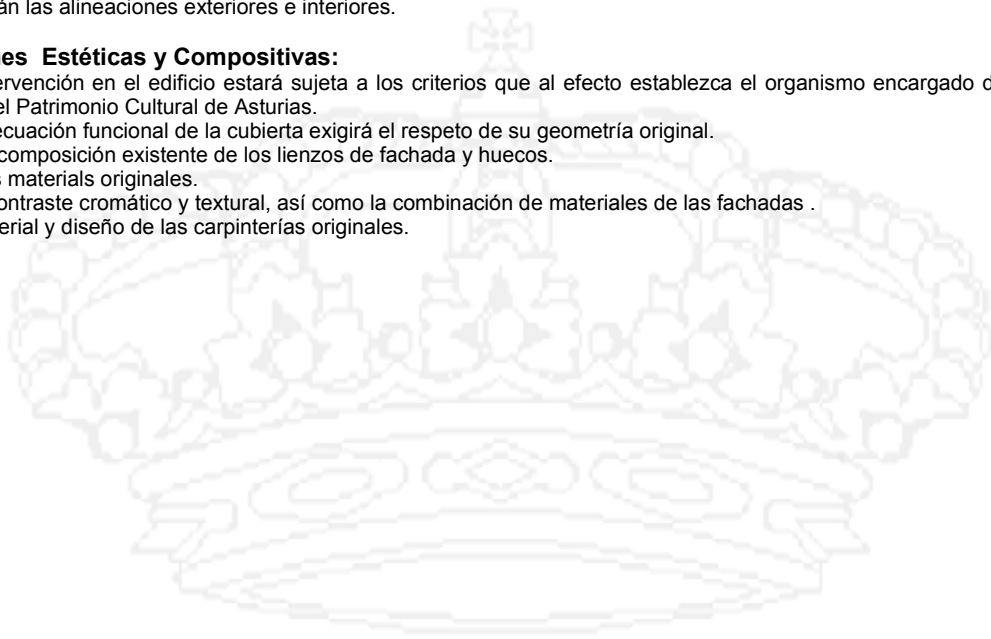 án las alineaciones exteriores e interiores.
es Estéticas y Compositivas:
ervención en el edificio estará sujeta a los criterios que al efecto establezca el organismo encargado d
el Patrimonio Cultural de Asturias.
ecuación funcional de la cubierta exigirá el respeto de su geometría original.
composición existente de los lienzos de fachada y huecos.
s materials originales.
ontraste cromático y textural, así como la combinación de materiales de las fachadas .
erial y diseño de las carpinterías originales.